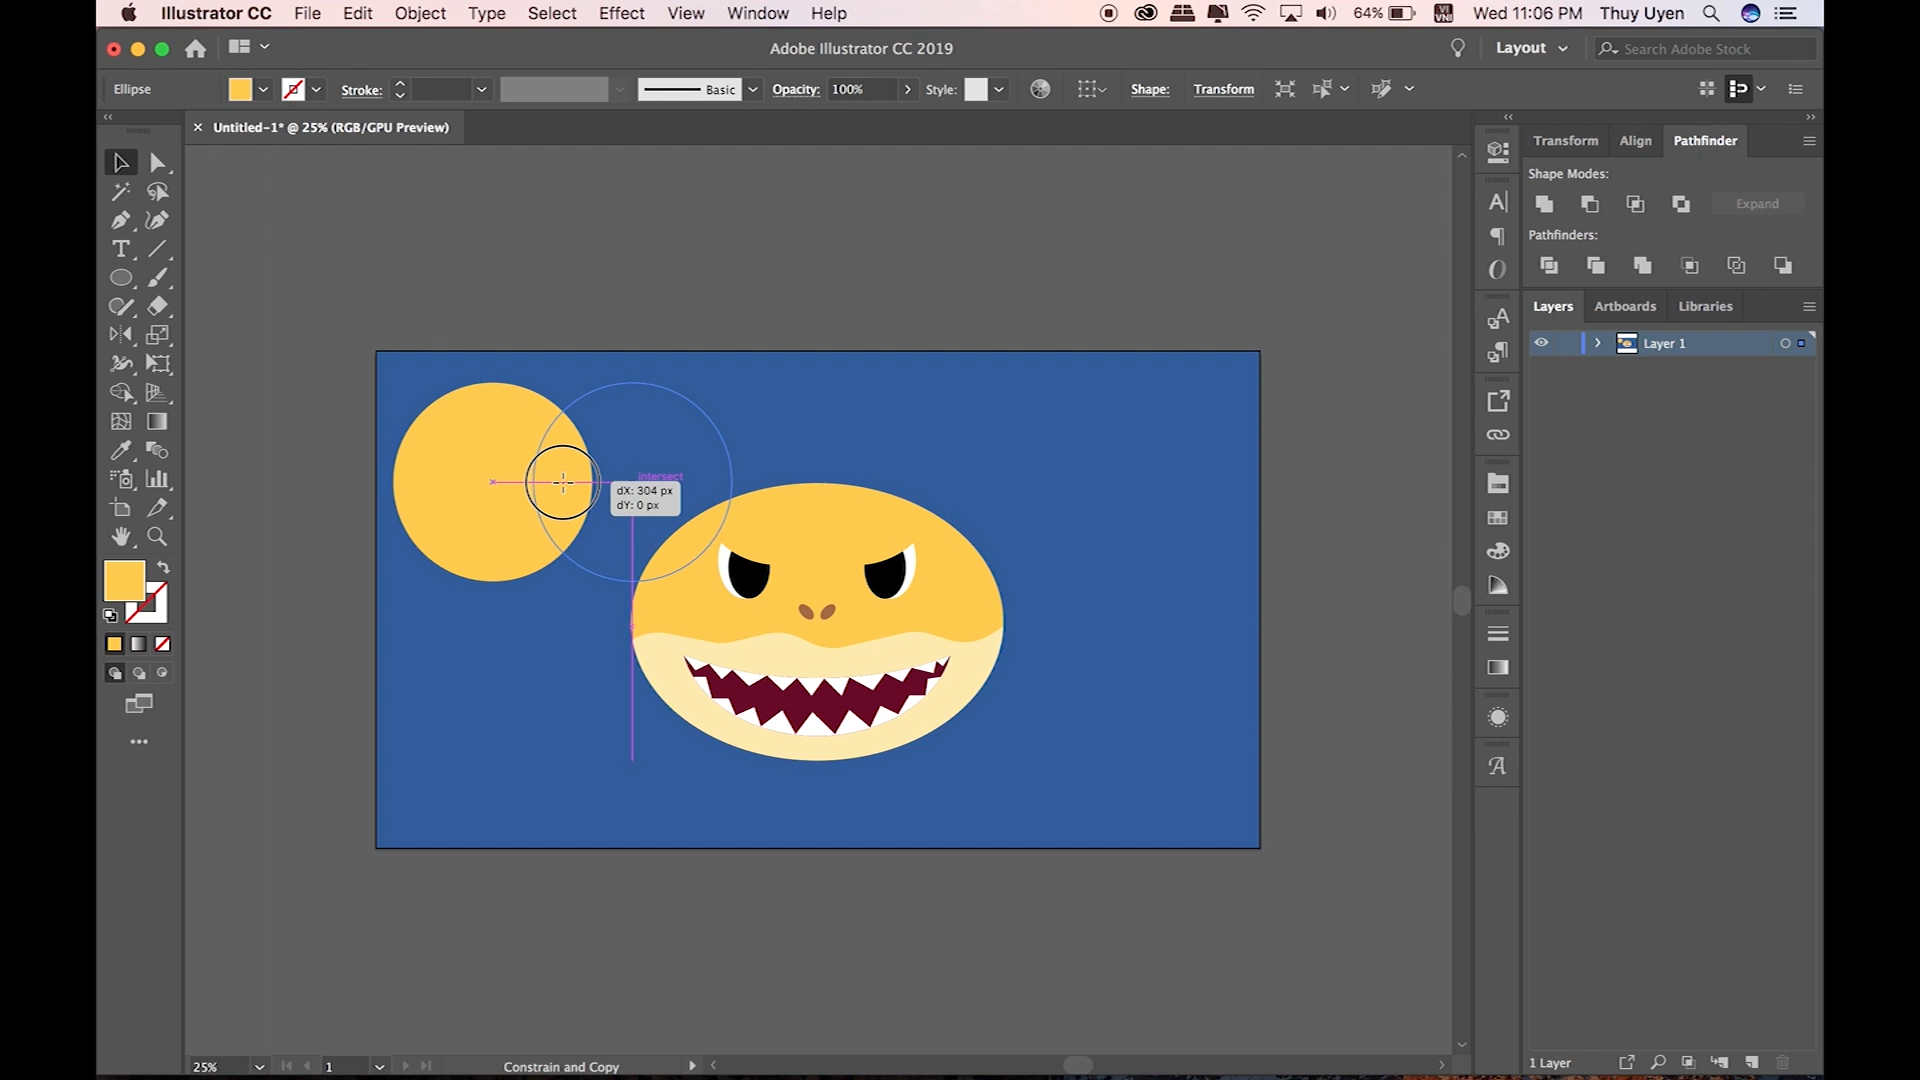 Illustrator CC File Edit Object Type Select Effect View Window Help 64% VI VNI Wed 11:06 PM Thuy Uyen
Adobe Illustrator CC 2019 Layout Search Adobe Stock
Ellipse Stroke: Basic Opacity: 100% Style: Shape: Transform
Untitled-1* @ 25% (RGB/GPU Preview)
Transform Align Pathfinder
Shape Modes:
Expand
Pathfinders:
Layers Artboards Libraries
Layer 1
intersect
dX: 304 px
dY: 0 px
25% 1 Constrain and Copy
1 Layer